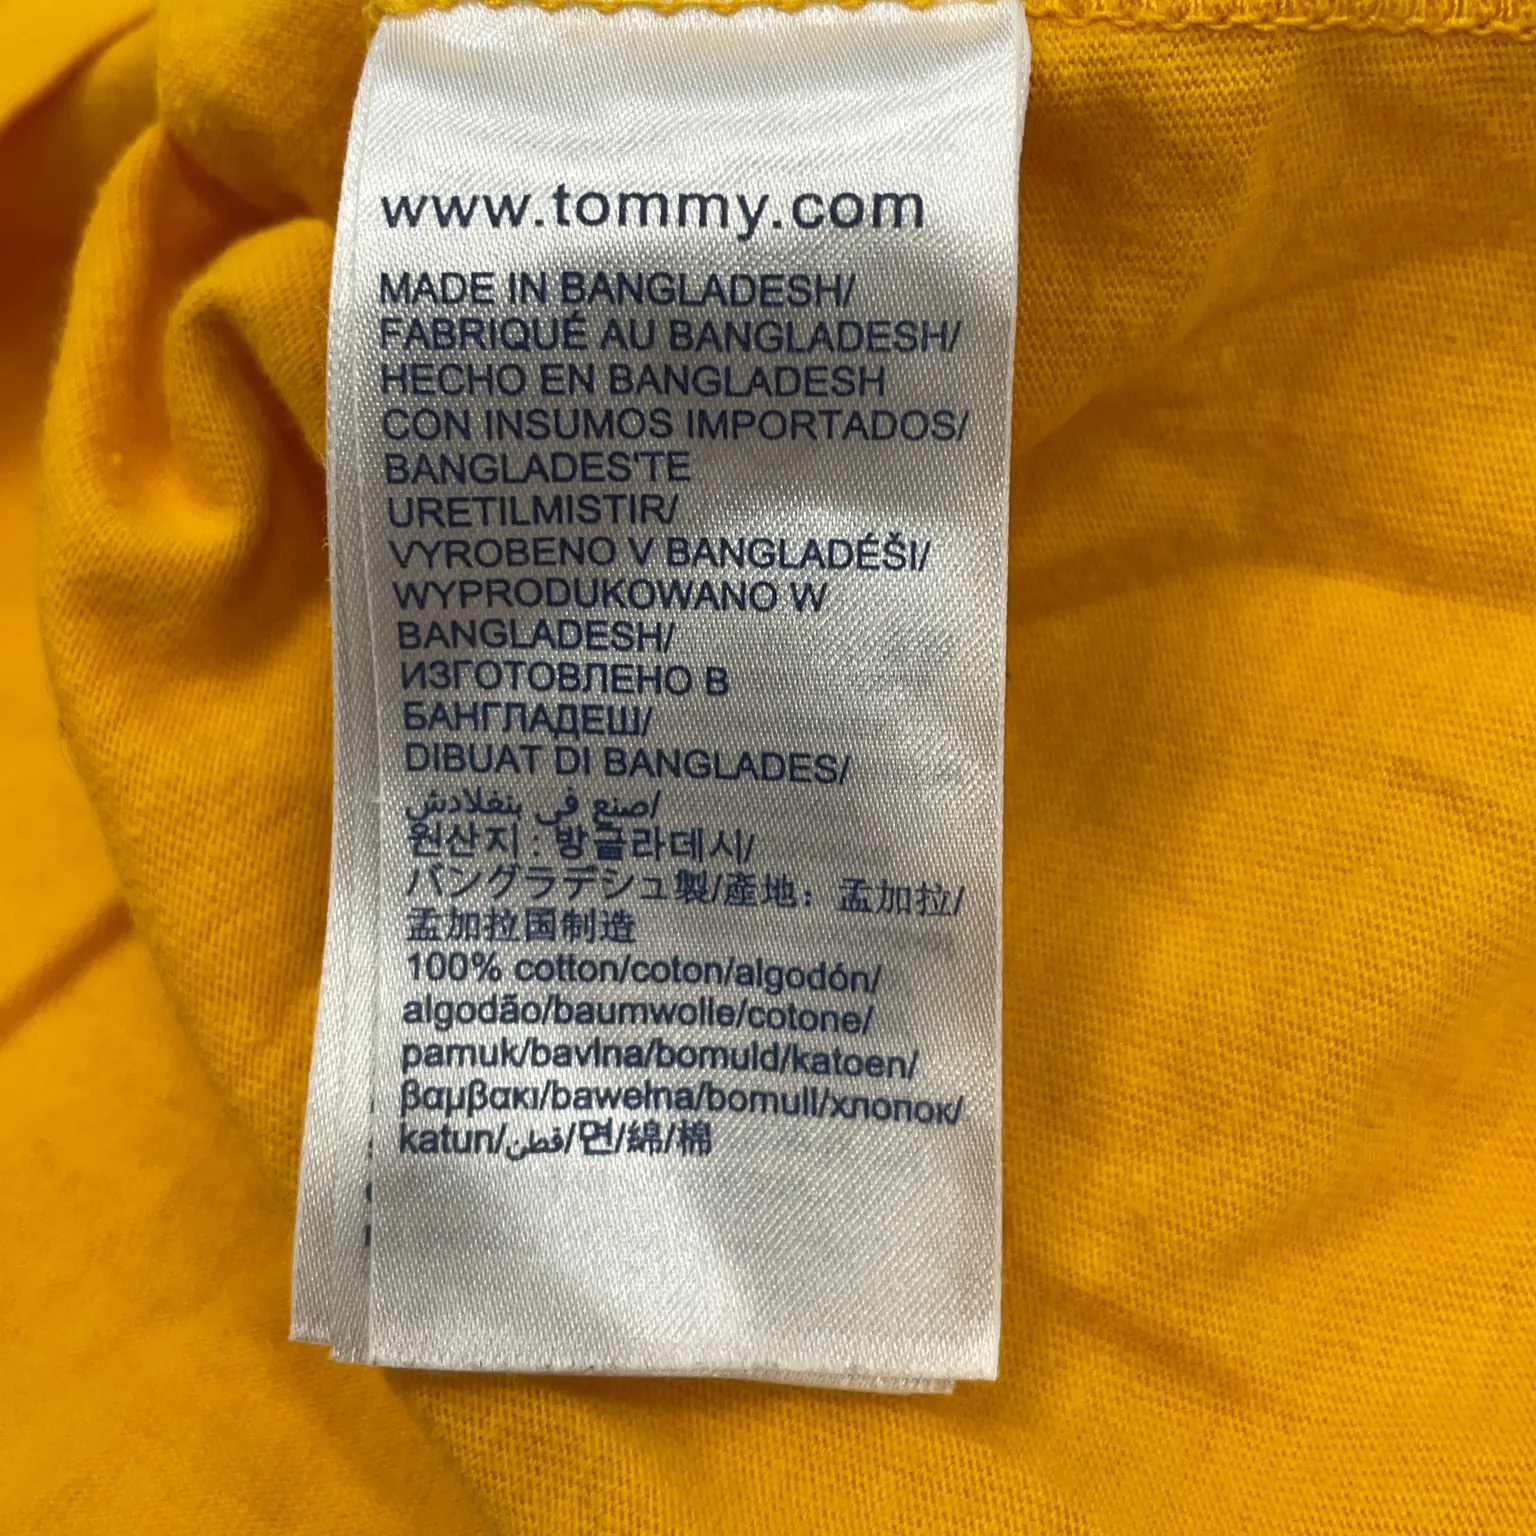 www.tommy.com
MADE IN BANGLADESH/
FABRIQUÉ AU BANGLADESH/
HECHO EN BANGLADESH
CON INSUMOS IMPORTADOS/
BANGLADES'TE
URETILMISTIR/
VYROBENO V BANGLADÉŠI/
WYPRODUKOWANO W
BANGLADESH/
ИЗГОТОВЛЕНО В
БАНГЛАДЕШ/
DIBUAT DI BANGLADES/
صنع في بنغلادش/
원산지 : 방글라데시/
バングラデシュ製/產地：孟加拉/
孟加拉国制造
100% cotton/coton/algodón/
algodão/baumwolle/cotone/
pamuk/bavlna/bomuld/katoen/
βαμβακι/bawełna/bomull/хлопок/
katun/قطن/면/綿/棉